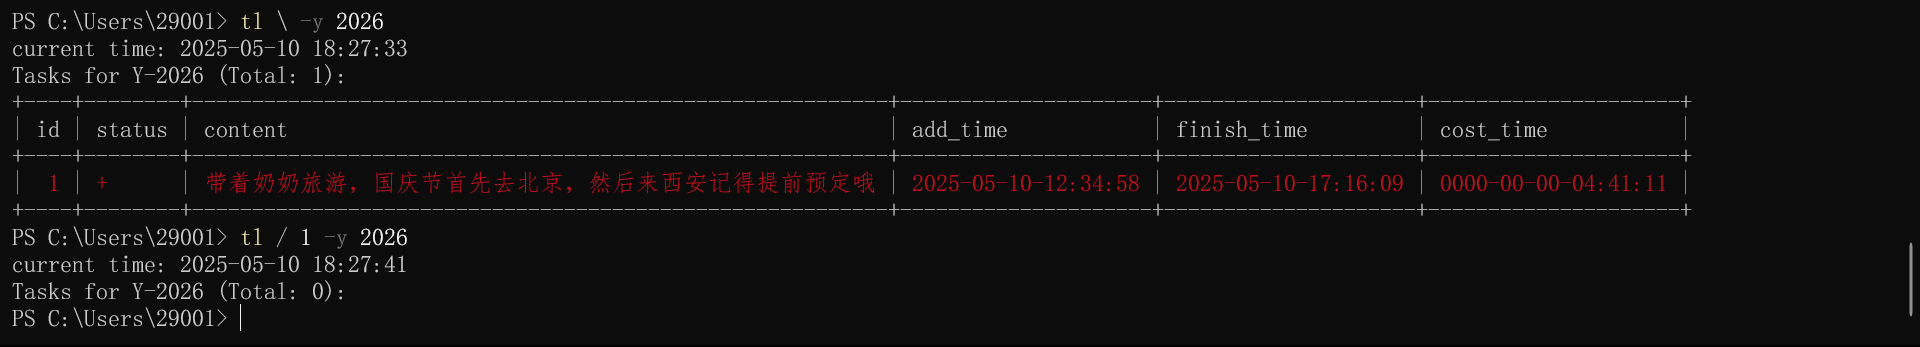 PS C:\Users\29001> tl \ -y 2026
current time: 2025-05-10 18:27:33
Tasks for Y-2026 (Total: 1):
+----+--------+----------------------------------------------------------+---------------------+---------------------+---------------------+
| id | status | content | add_time | finish_time | cost_time |
+----+--------+----------------------------------------------------------+---------------------+---------------------+---------------------+
| 1 | + | 带着奶奶旅游，国庆节首先去北京，然后来西安记得提前预定哦 | 2025-05-10-12:34:58 | 2025-05-10-17:16:09 | 0000-00-00-04:41:11 |
+----+--------+----------------------------------------------------------+---------------------+---------------------+---------------------+
PS C:\Users\29001> tl / 1 -y 2026
current time: 2025-05-10 18:27:41
Tasks for Y-2026 (Total: 0):
PS C:\Users\29001>